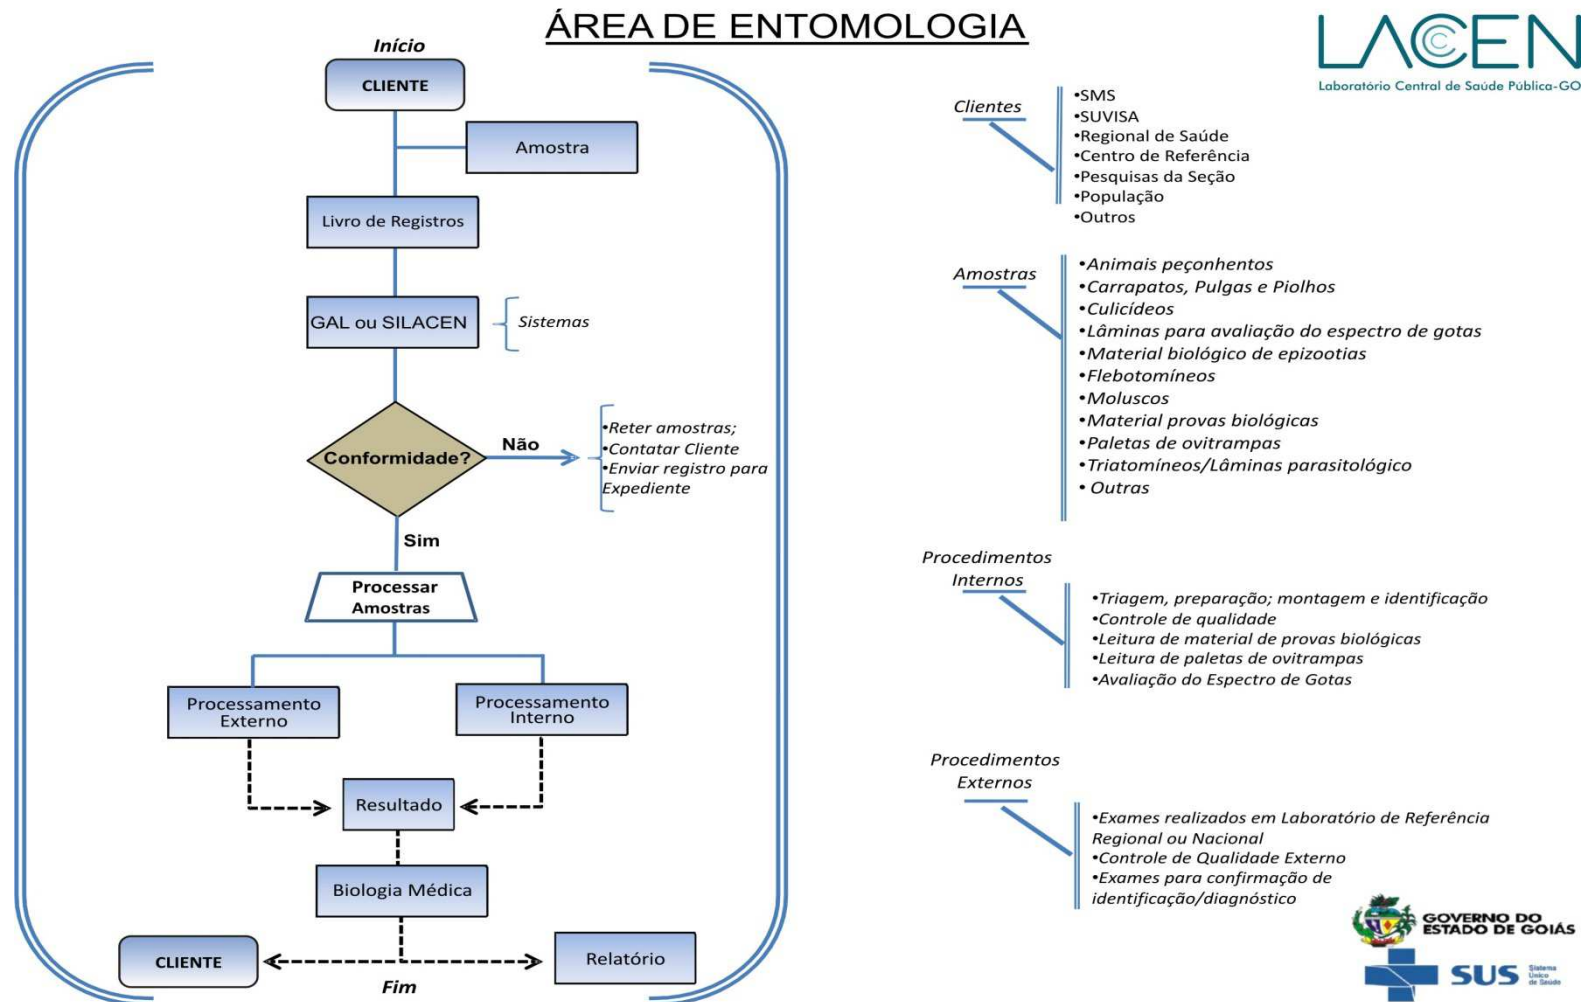 ÁREA DE ENTOMOLOGIA
LACCEN
Laboratório Central de Saúde Pública-GO
Início
CLIENTE
Amostra
Livro de Registros
GAL ou SILACEN
Sistemas
Conformidade?
Não
•Reter amostras;
•Contatar Cliente
•Enviar registro para
Expediente
Sim
Processar
Amostras
Processamento
Externo
Processamento
Interno
Resultado
Biologia Médica
CLIENTE
Relatório
Fim
Clientes
•SMS
•SUVISA
•Regional de Saúde
•Centro de Referência
•Pesquisas da Seção
•População
•Outros
Amostras
•Animais peçonhentos
•Carrapatos, Pulgas e Piolhos
•Culicídeos
•Lâminas para avaliação do espectro de gotas
•Material biológico de epizootias
•Flebotomíneos
•Moluscos
•Material provas biológicas
•Paletas de ovitrampas
•Triatomíneos/Lâminas parasitológico
• Outras
Procedimentos
Internos
•Triagem, preparação; montagem e identificação
•Controle de qualidade
•Leitura de material de provas biológicas
•Leitura de paletas de ovitrampas
•Avaliação do Espectro de Gotas
Procedimentos
Externos
•Exames realizados em Laboratório de Referência
Regional ou Nacional
•Controle de Qualidade Externo
•Exames para confirmação de
identificação/diagnóstico
GOVERNO DO
ESTADO DE GOIÁS
SUS
Sistema
Único
de Saúde